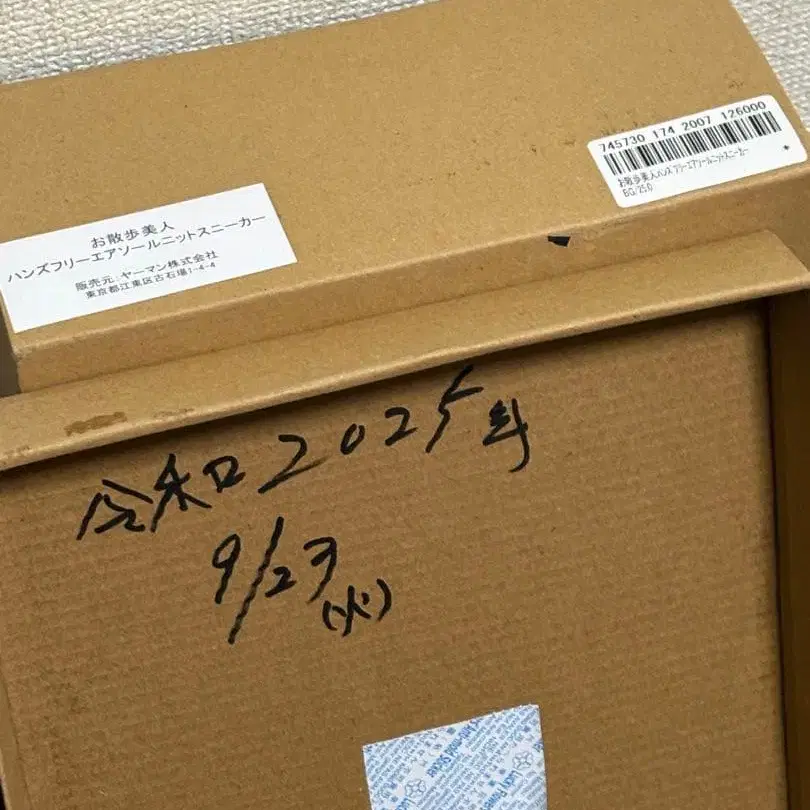 745730 174 2007 126000
お散歩美人ハンズフリーエアソールニットスニーカー
BG/25.0
*
お散歩美人
ハンズフリーエアソールニットスニーカー
販売元:ヤーマン株式会社
東京都江東区古石場1-4-4
令和2025年
9/23
(火)